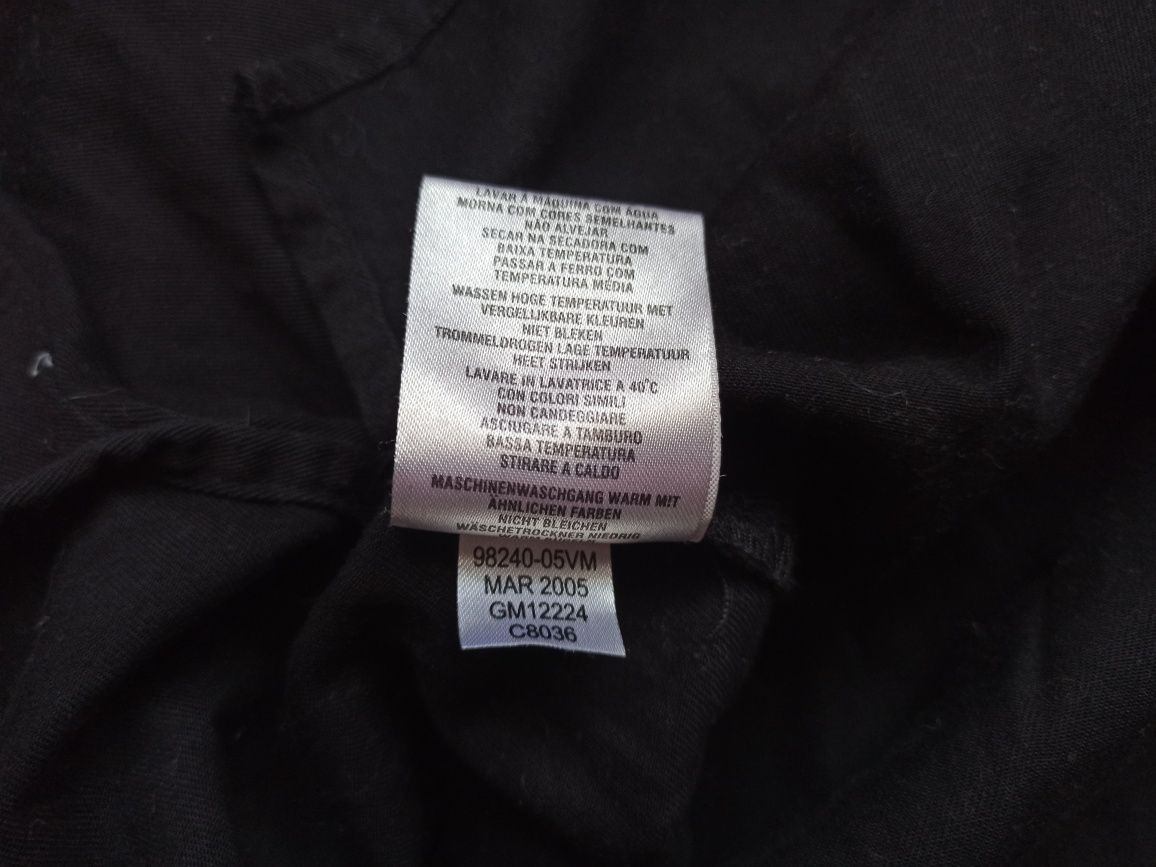 LAVAR À MÁQUINA COM ÁGUA
MORNA COM CORES SEMELHANTES
NÃO ALVEJAR
SECAR NA SECADORA COM
BAIXA TEMPERATURA
PASSAR A FERRO COM
TEMPERATURA MÉDIA
WASSEN HOGE TEMPERATUUR MET
VERGELIJKBARE KLEUREN
NIET BLEKEN
TROMMELDROGEN LAGE TEMPERATUUR
HEET STRIJKEN
LAVARE IN LAVATRICE A 40°C
CON COLORI SIMILI
NON CANDEGGIARE
ASCIUGARE A TAMBURO
BASSA TEMPERATURA
STIRARE A CALDO
MASCHINENWASCHGANG WARM MIT
ÄHNLICHEN FARBEN
NICHT BLEICHEN
WÄSCHETROCKNER NIEDRIG
98240-05VM
MAR 2005
GM12224
C8036